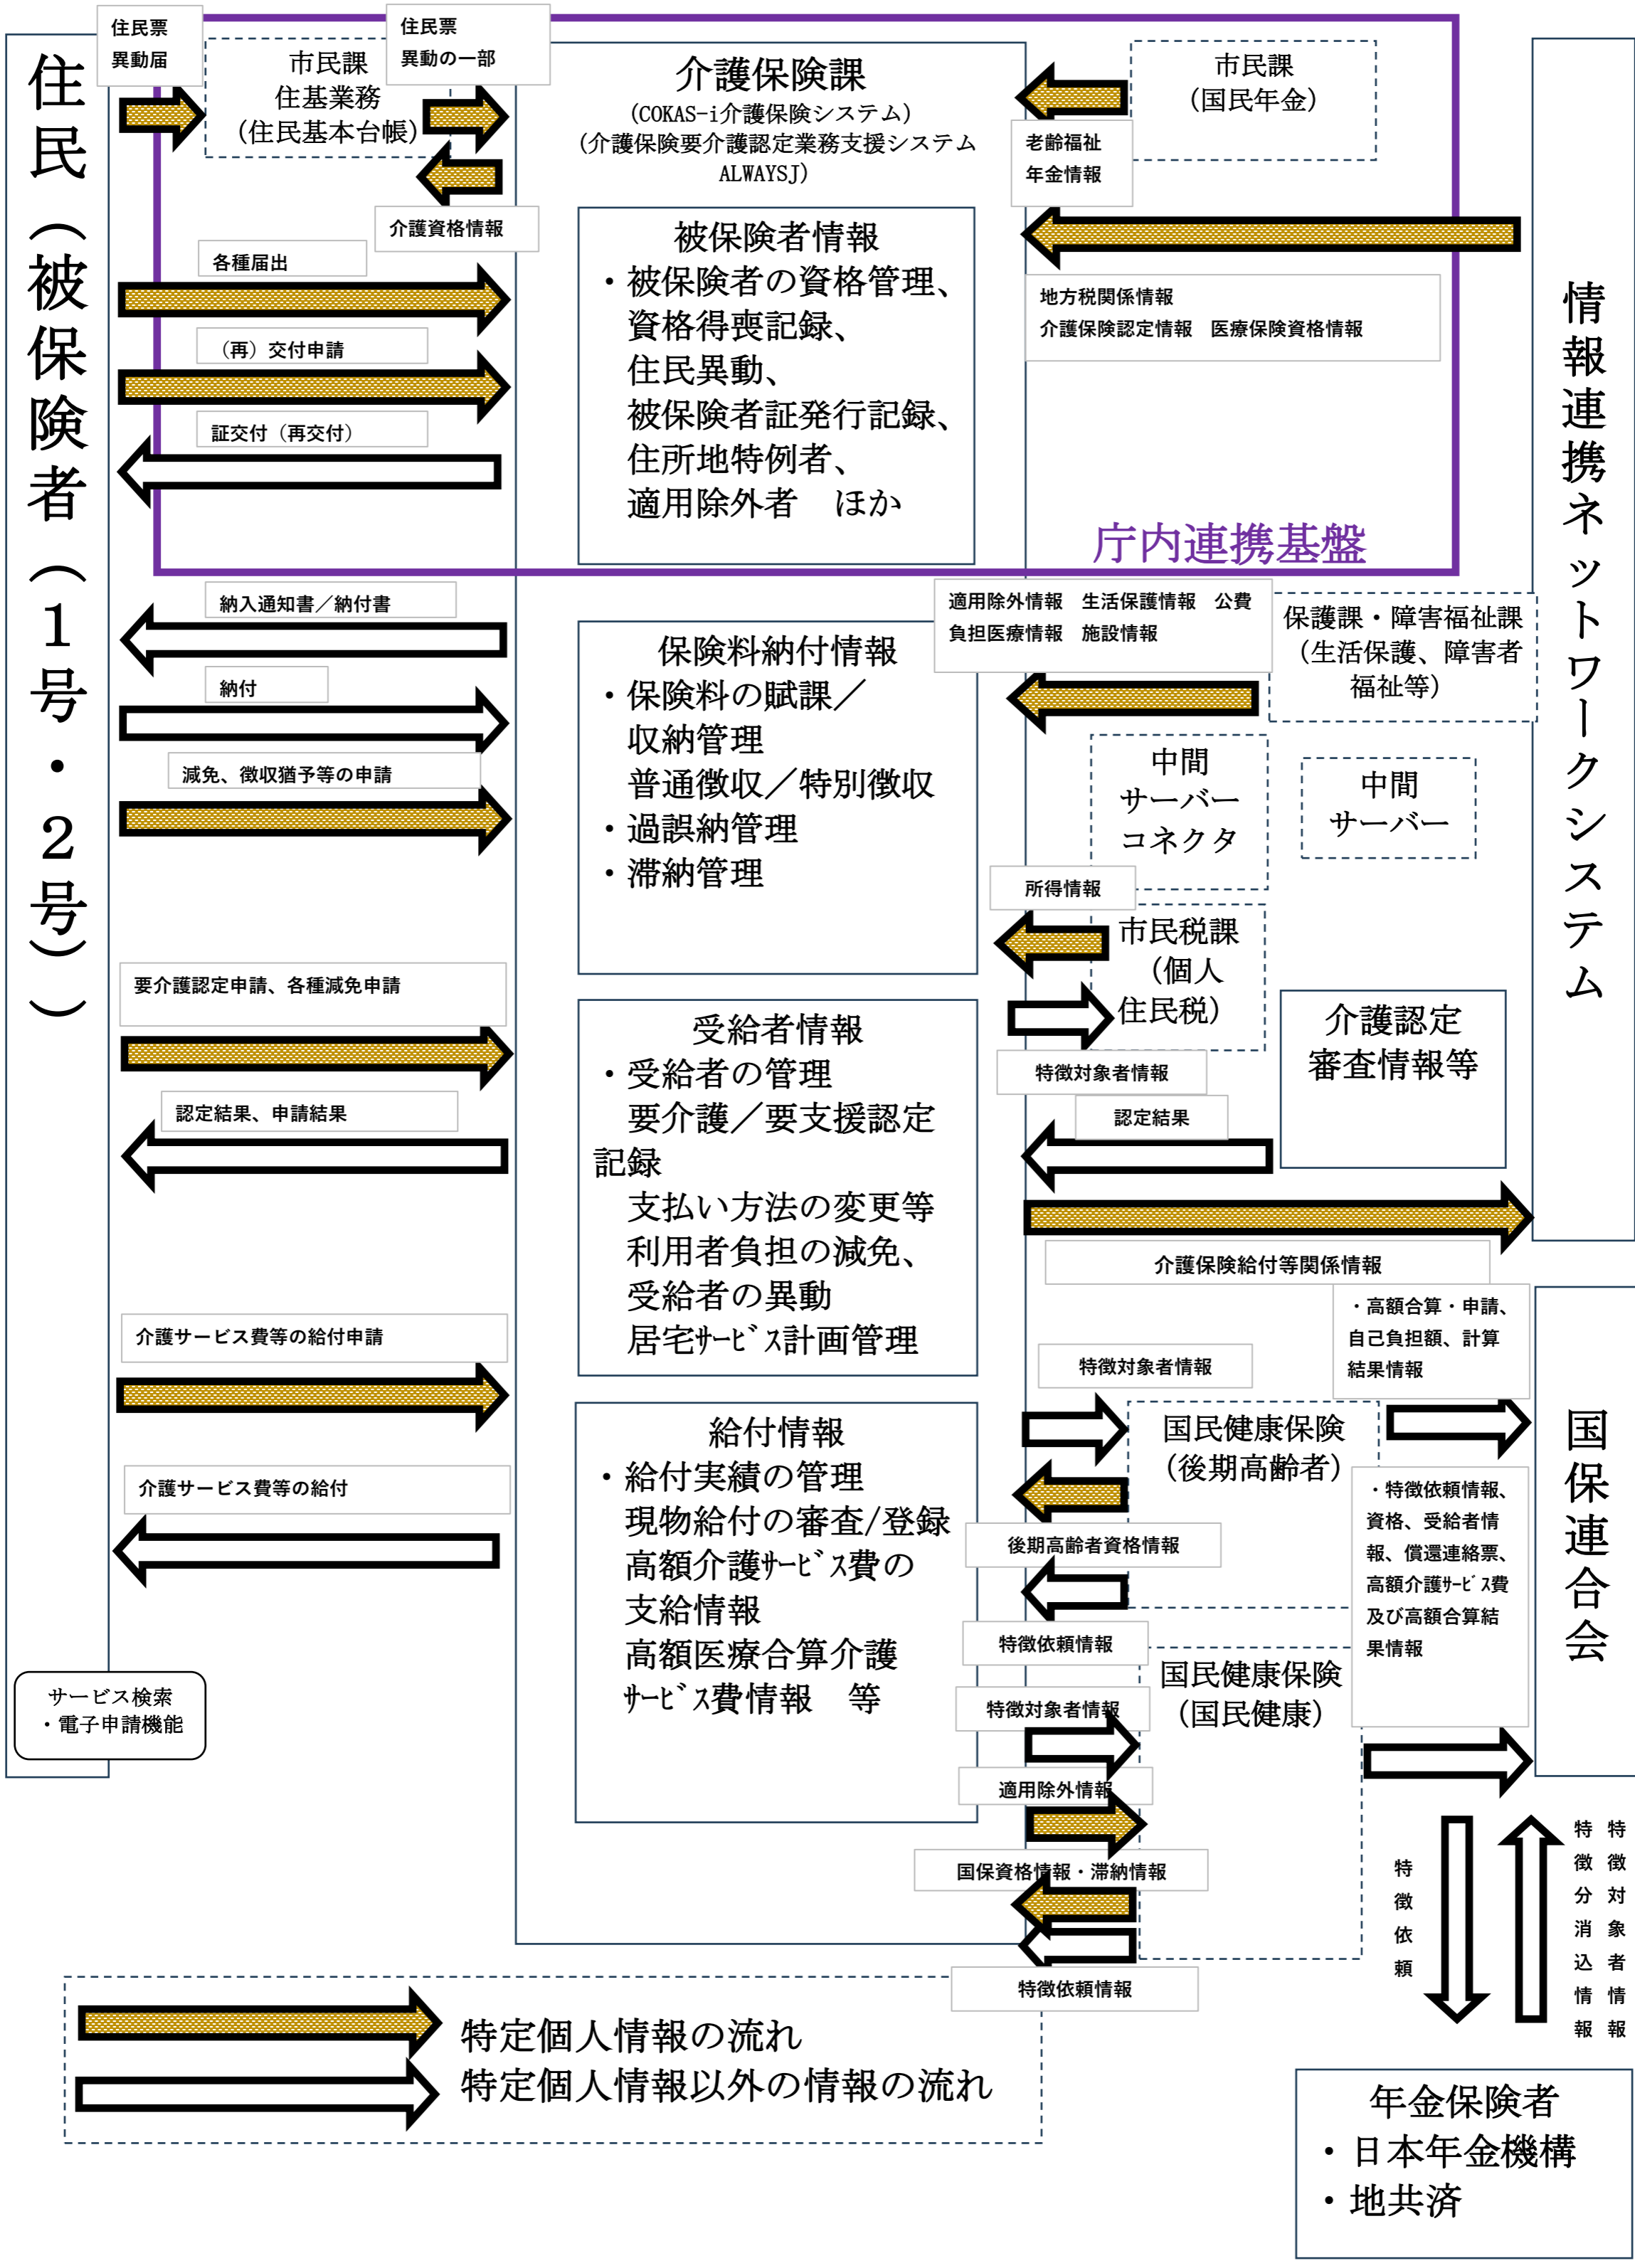 住民（被保険者（１号・２号））
サービス検索
・電子申請機能
住民票
異動届
市民課
住基業務
（住民基本台帳）
住民票
異動の一部
介護資格情報
各種届出
（再）交付申請
証交付（再交付）
納入通知書／納付書
納付
減免、徴収猶予等の申請
要介護認定申請、各種減免申請
認定結果、申請結果
介護サービス費等の給付申請
介護サービス費等の給付
介護保険課
（COKAS-i介護保険システム）
（介護保険要介護認定業務支援システム
ALWAYSJ）
被保険者情報
・被保険者の資格管理、
資格得喪記録、
住民異動、
被保険者証発行記録、
住所地特例者、
適用除外者　ほか
保険料納付情報
・保険料の賦課／
収納管理
普通徴収／特別徴収
・過誤納管理
・滞納管理
受給者情報
・受給者の管理
要介護／要支援認定
記録
支払い方法の変更等
利用者負担の減免、
受給者の異動
居宅ｻｰﾋﾞｽ計画管理
給付情報
・給付実績の管理
現物給付の審査/登録
高額介護ｻｰﾋﾞｽ費の
支給情報
高額医療合算介護
ｻｰﾋﾞｽ費情報　等
市民課
（国民年金）
老齢福祉
年金情報
地方税関係情報
介護保険認定情報　医療保険資格情報
庁内連携基盤
適用除外情報　生活保護情報　公費
負担医療情報　施設情報
保護課・障害福祉課
（生活保護、障害者
福祉等）
中間
サーバー
コネクタ
中間
サーバー
所得情報
市民税課
（個人
住民税）
特徴対象者情報
介護認定
審査情報等
認定結果
介護保険給付等関係情報
情報連携ネットワークシステム
・高額合算・申請、
自己負担額、計算
結果情報
特徴対象者情報
国民健康保険
（後期高齢者）
後期高齢者資格情報
特徴依頼情報
・特徴依頼情報、
資格、受給者情
報、償還連絡票、
高額介護ｻｰﾋﾞｽ費
及び高額合算結
果情報
国保連合会
国民健康保険
（国民健康）
特徴対象者情報
適用除外情報
国保資格情報・滞納情報
特徴依頼情報
特徴依頼
特徴対象者情報
特徴分消込情報
年金保険者
・日本年金機構
・地共済
特定個人情報の流れ
特定個人情報以外の情報の流れ